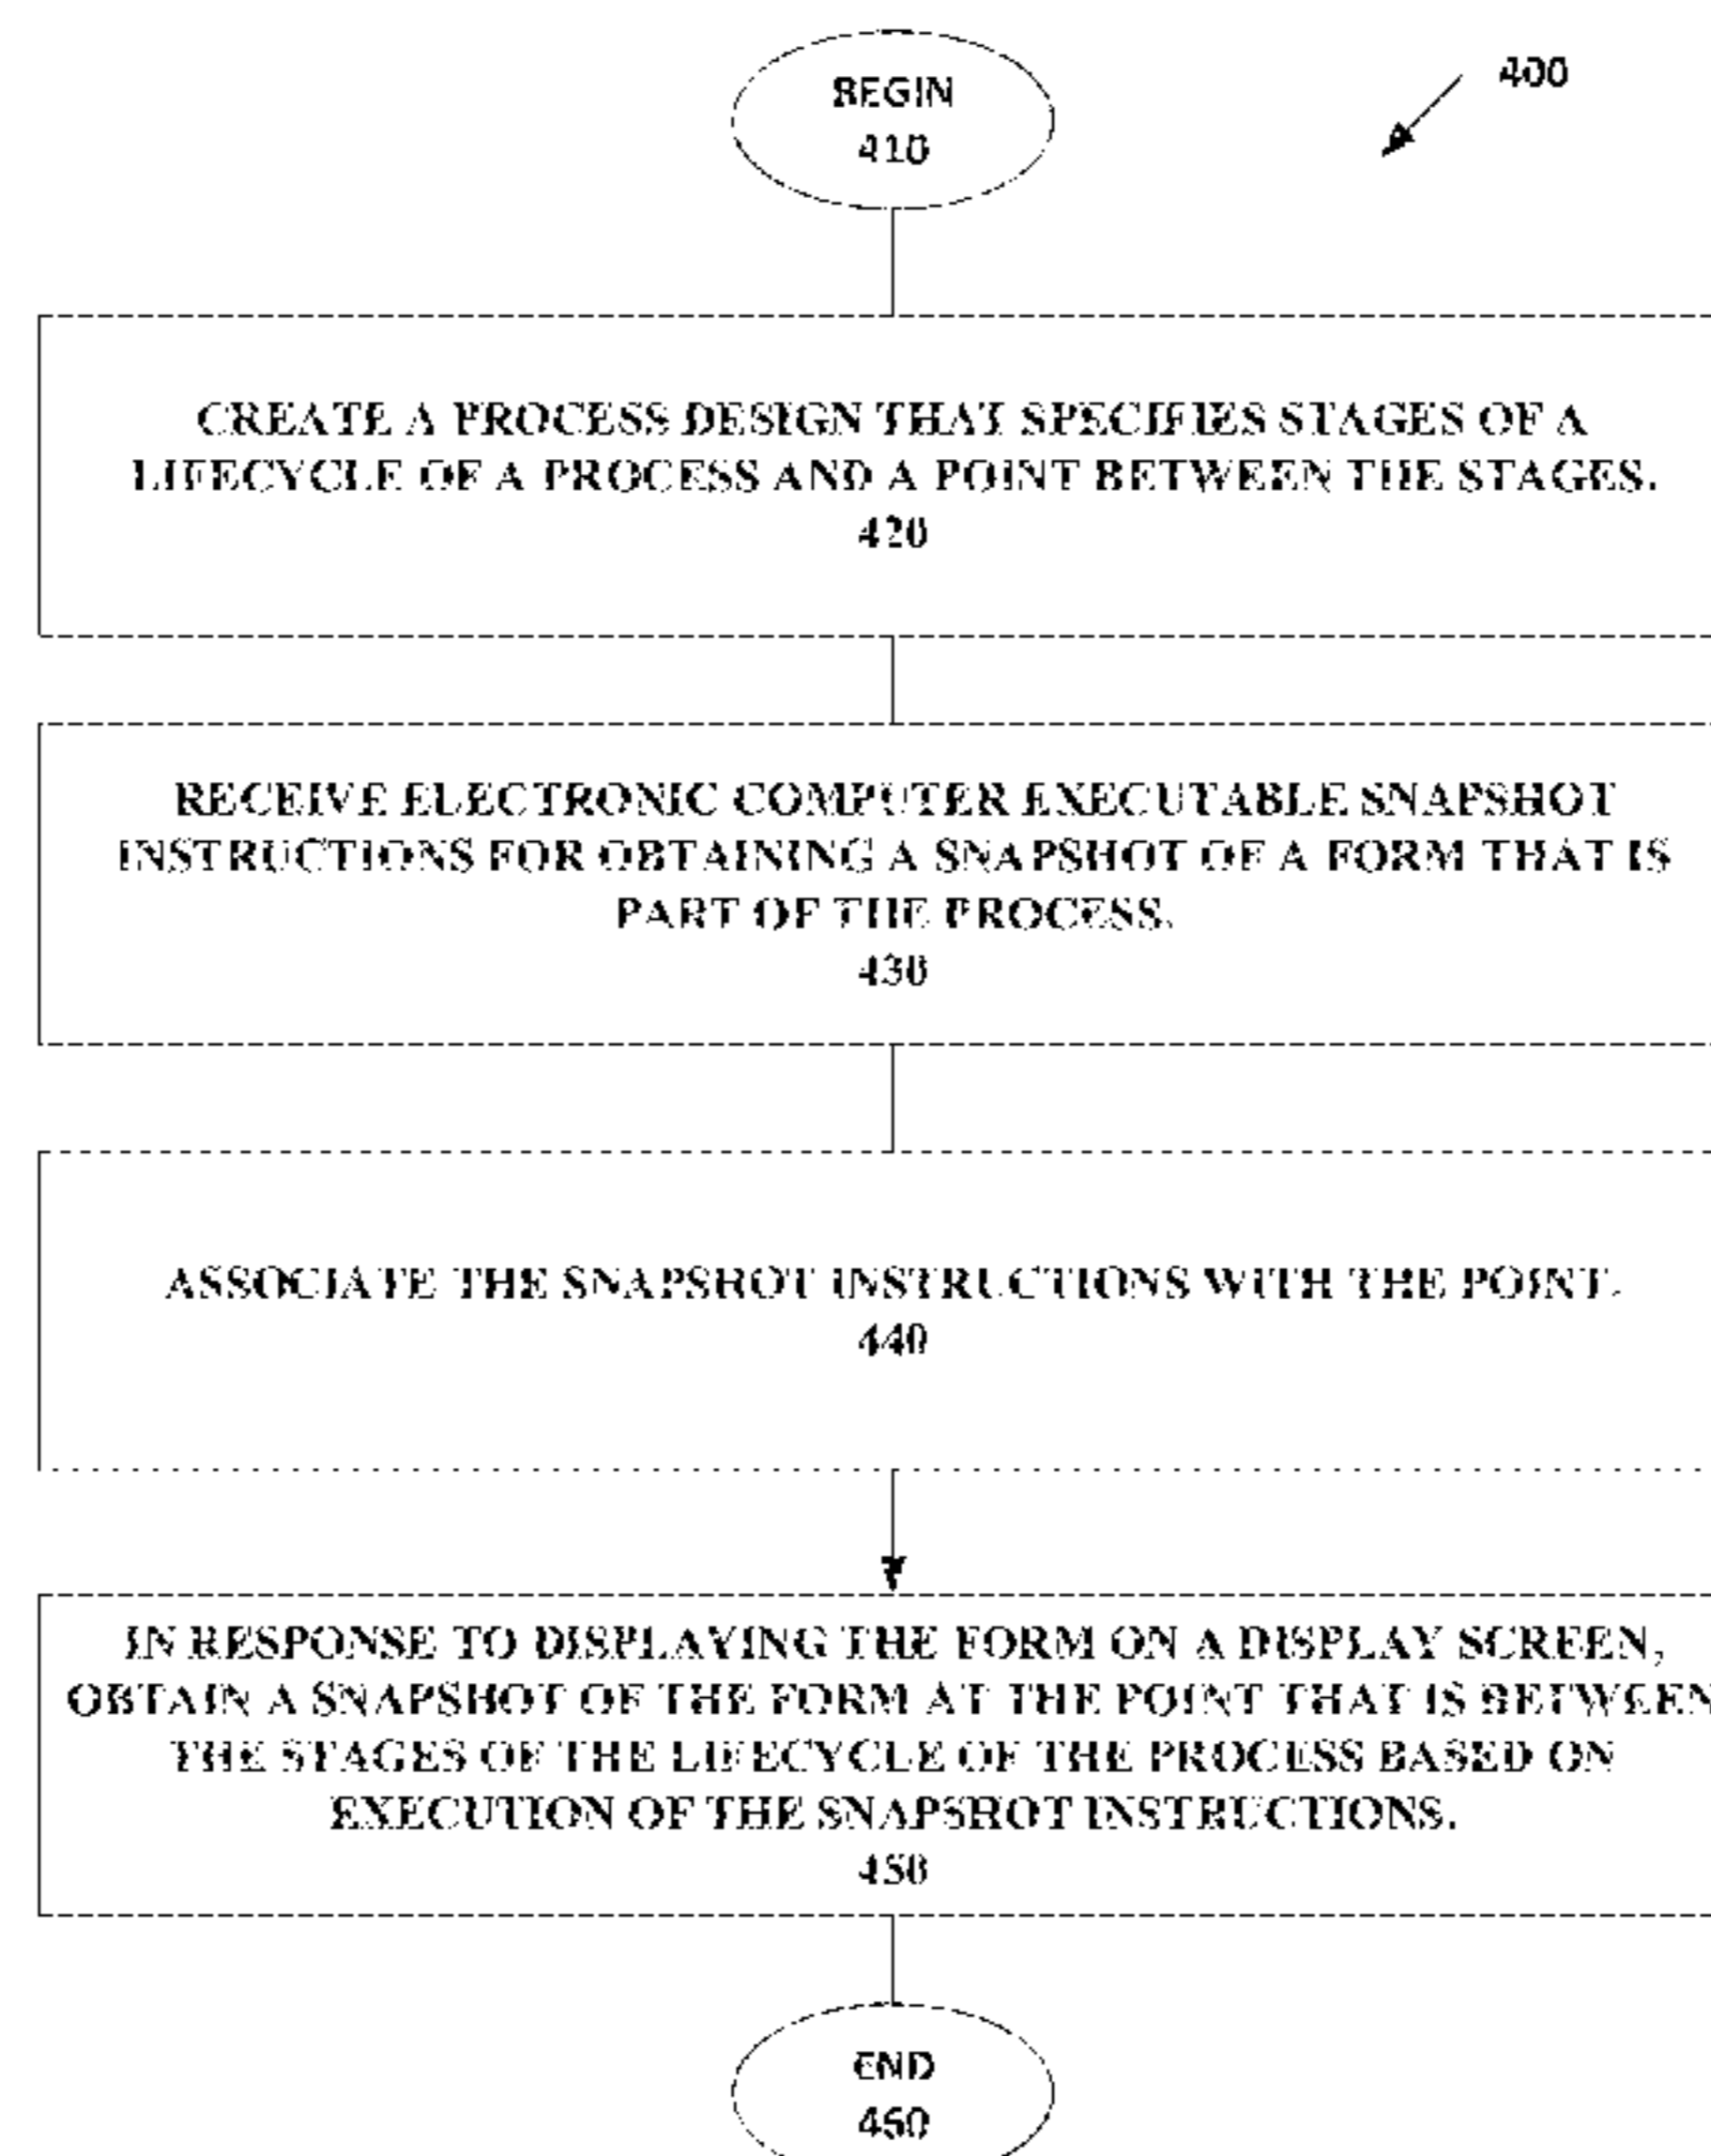 BEGIN
410
400
CREATE A PROCESS DESIGN THAT SPECIFIES STAGES OF A
LIFECYCLE OF A PROCESS AND A POINT BETWEEN THE STAGES.
420
RECEIVE ELECTRONIC COMPUTER EXECUTABLE SNAPSHOT
INSTRUCTIONS FOR OBTAINING A SNAPSHOT OF A FORM THAT IS
PART OF THE PROCESS.
430
ASSOCIATE THE SNAPSHOT INSTRUCTIONS WITH THE POINT.
440
IN RESPONSE TO DISPLAYING THE FORM ON A DISPLAY SCREEN,
OBTAIN A SNAPSHOT OF THE FORM AT THE POINT THAT IS BETWEEN
THE STAGES OF THE LIFECYCLE OF THE PROCESS BASED ON
EXECUTION OF THE SNAPSHOT INSTRUCTIONS.
450
END
460